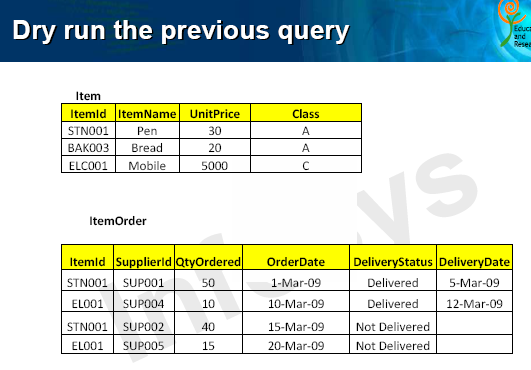 Dry run the previous query
Educa
and
Resea
Item
ItemId ItemName UnitPrice Class
STN001 Pen 30 A
BAK003 Bread 20 A
ELC001 Mobile 5000 C
ItemOrder
ItemId SupplierId QtyOrdered OrderDate DeliveryStatus DeliveryDate
STN001 SUP001 50 1-Mar-09 Delivered 5-Mar-09
EL001 SUP004 10 10-Mar-09 Delivered 12-Mar-09
STN001 SUP002 40 15-Mar-09 Not Delivered
EL001 SUP005 15 20-Mar-09 Not Delivered